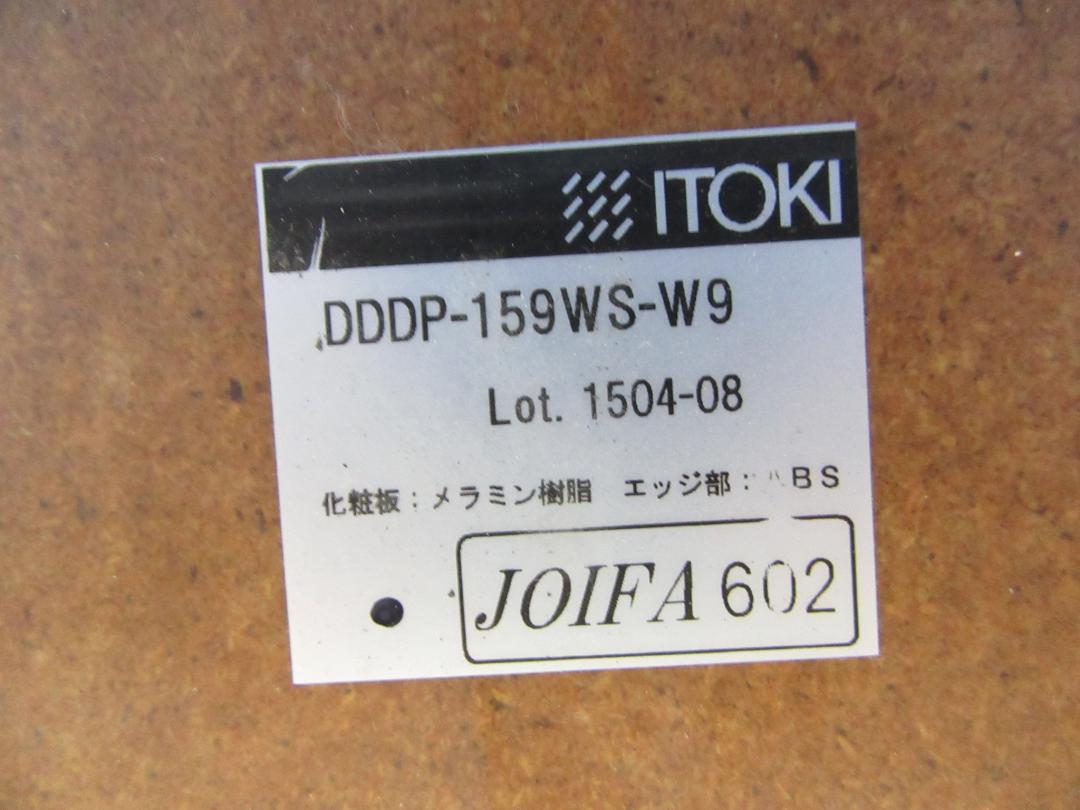 ITOKI
DDDP-159WS-W9
Lot. 1504-08
化粧板：メラミン樹脂 エッジ部：ABS
JOIFA 602